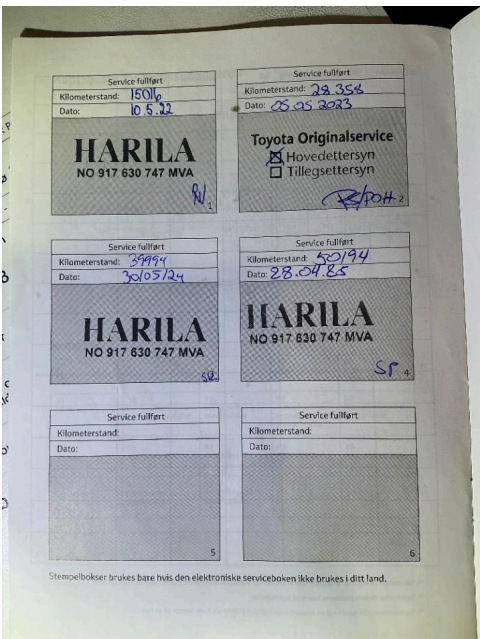 Service fullført
Kilometerstand: 15016
Dato: 10.5.22
HARILA
NO 917 630 747 MVA
1
Service fullført
Kilometerstand: 28 358
Dato: 05 05 2023
Toyota Originalservice
Hovedettersyn
Tilleggsettersyn
2
Service fullført
Kilometerstand: 39994
Dato: 30/05/24
HARILA
NO 917 630 747 MVA
3
Service fullført
Kilometerstand: 50194
Dato: 28.04.25
HARILA
NO 917 630 747 MVA
SP 4
Service fullført
Kilometerstand:
Dato:
5
Service fullført
Kilometerstand:
Dato:
6
Stempelbokser brukes bare hvis den elektroniske serviceboken ikke brukes i ditt land.